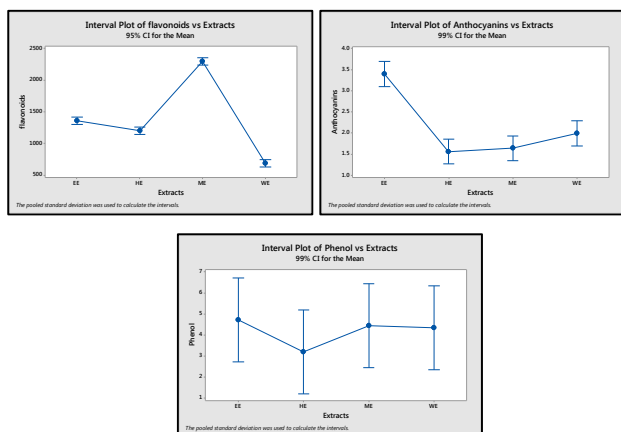 Interval Plot of flavonoids vs Extracts
95% CI for the Mean
2500
2000
1500
1000
500
flavonoids
EE HE ME WE
Extracts
The pooled standard deviation was used to calculate the intervals.
Interval Plot of Anthocyanins vs Extracts
99% CI for the Mean
4.0
3.5
3.0
2.5
2.0
1.5
1.0
Anthocyanins
EE HE ME WE
Extracts
The pooled standard deviation was used to calculate the intervals.
Interval Plot of Phenol vs Extracts
99% CI for the Mean
7
6
5
4
3
2
1
Phenol
EE HE ME WE
Extracts
The pooled standard deviation was used to calculate the intervals.